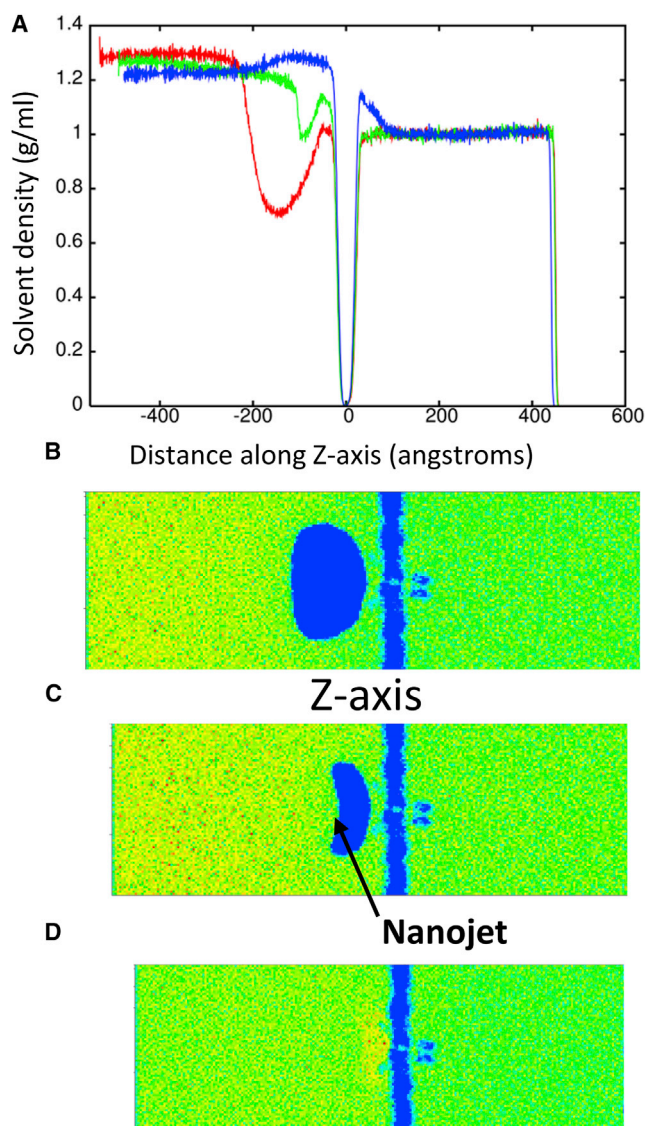 A
1.4
1.2
1
0.8
0.6
0.4
0.2
0
Solvent density (g/ml)
-400 -200 0 200 400 600
B Distance along Z-axis (angstroms)
C Z-axis
Nanojet
D